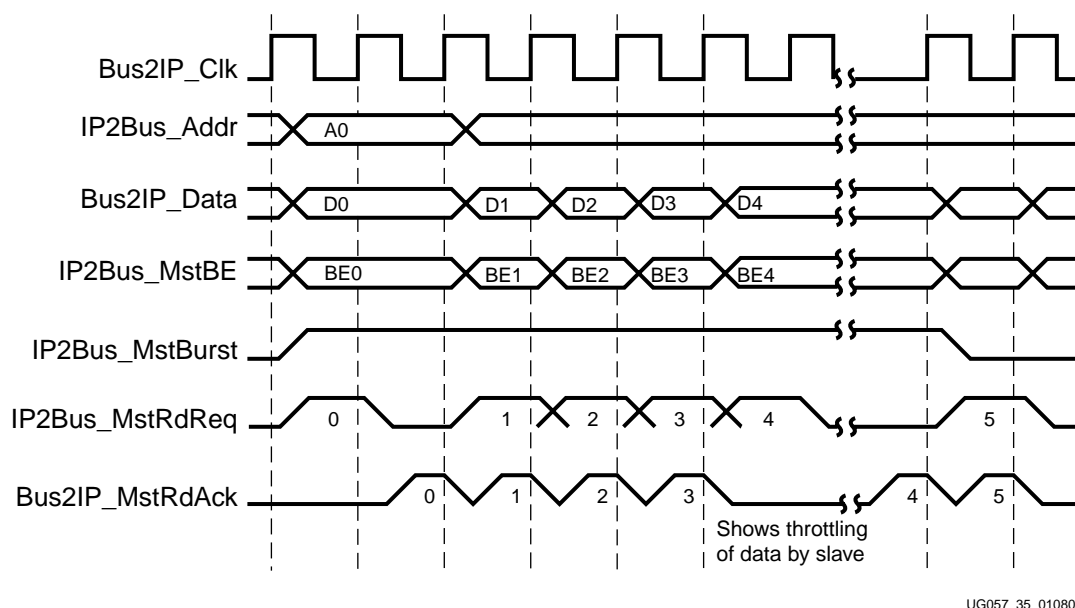 Bus2IP_Clk
IP2Bus_Addr
A0
Bus2IP_Data
D0 D1 D2 D3 D4
IP2Bus_MstBE
BE0 BE1 BE2 BE3 BE4
IP2Bus_MstBurst
IP2Bus_MstRdReq
0 1 2 3 4 5
Bus2IP_MstRdAck
0 1 2 3 4 5
Shows throttling
of data by slave
UG057_35_01080